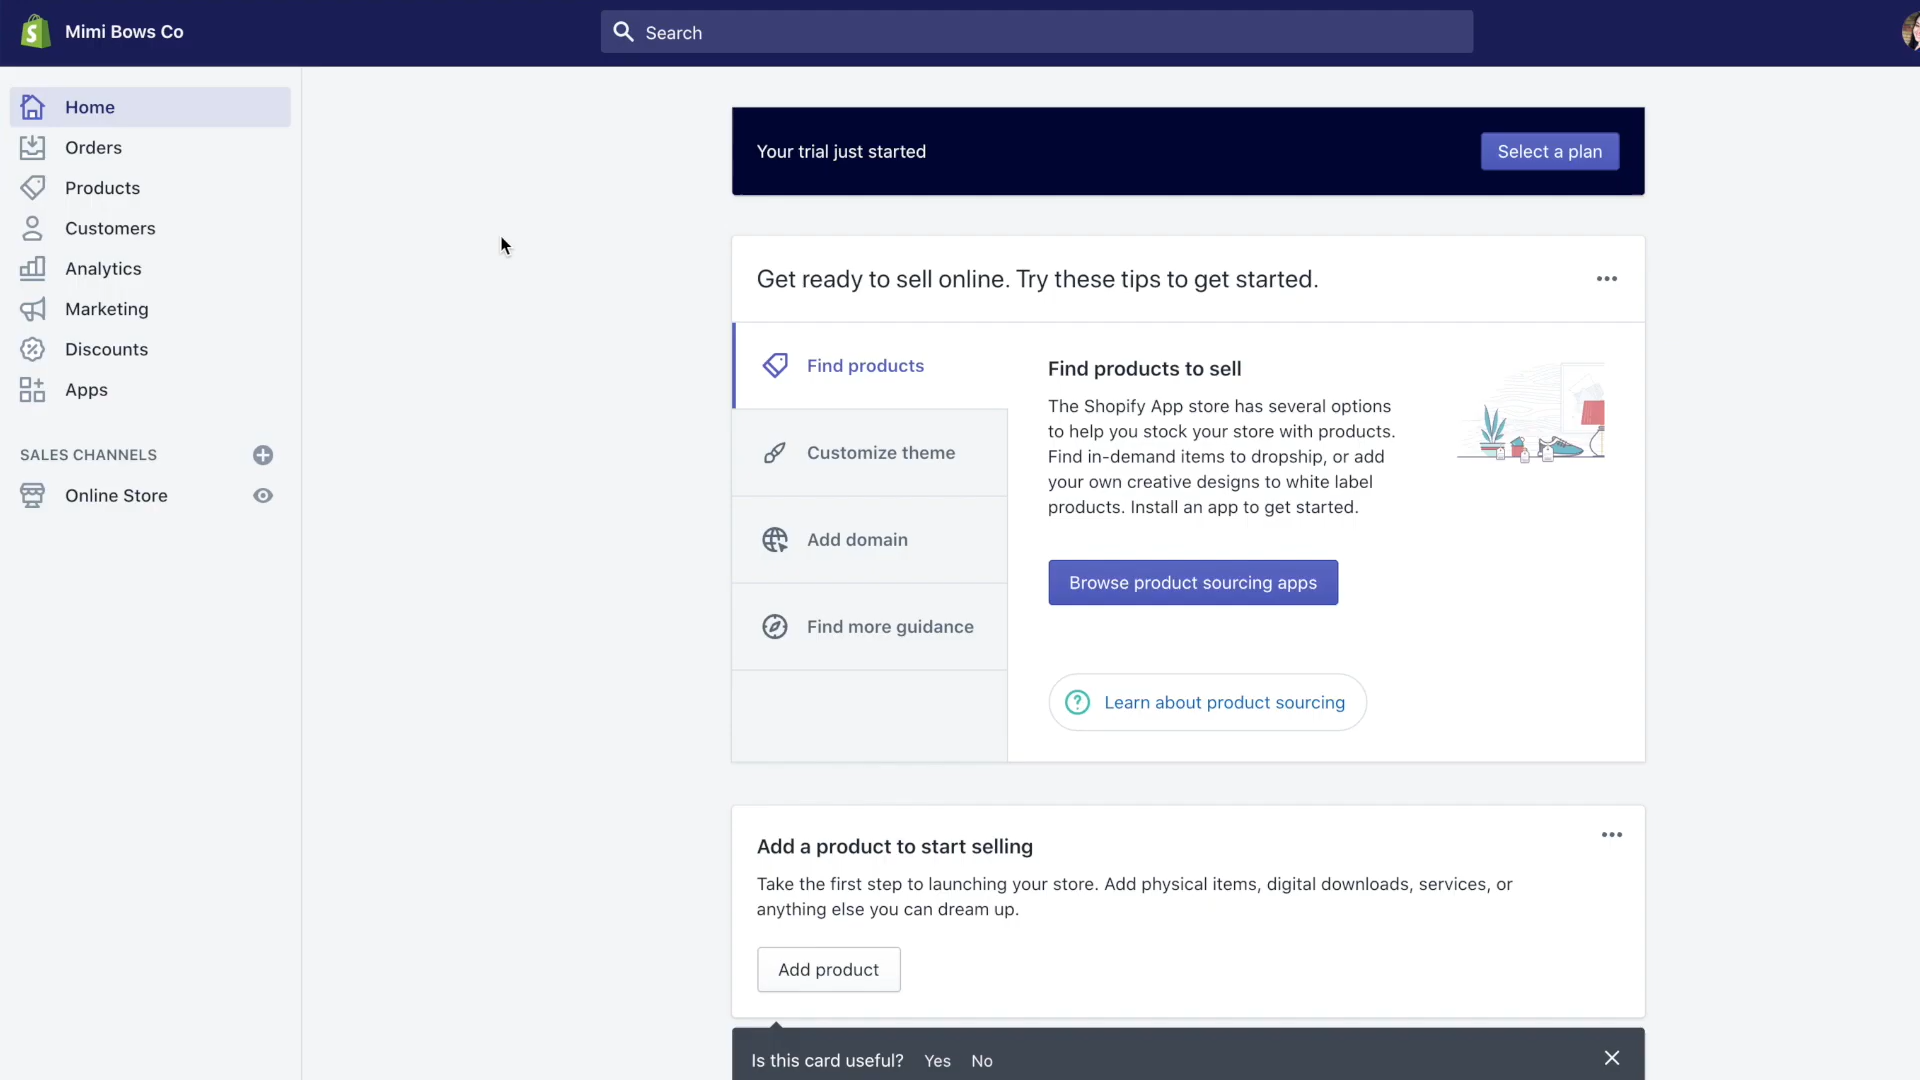 Mimi Bows Co
Search
Home
Orders
Products
Customers
Analytics
Marketing
Discounts
Apps
SALES CHANNELS
Online Store
Your trial just started
Select a plan
Get ready to sell online. Try these tips to get started.
Find products
Customize theme
Add domain
Find more guidance
Find products to sell
The Shopify App store has several options
to help you stock your store with products.
Find in-demand items to dropship, or add
your own creative designs to white label
products. Install an app to get started.
Browse product sourcing apps
Learn about product sourcing
Add a product to start selling
Take the first step to launching your store. Add physical items, digital downloads, services, or
anything else you can dream up.
Add product
Is this card useful? Yes No